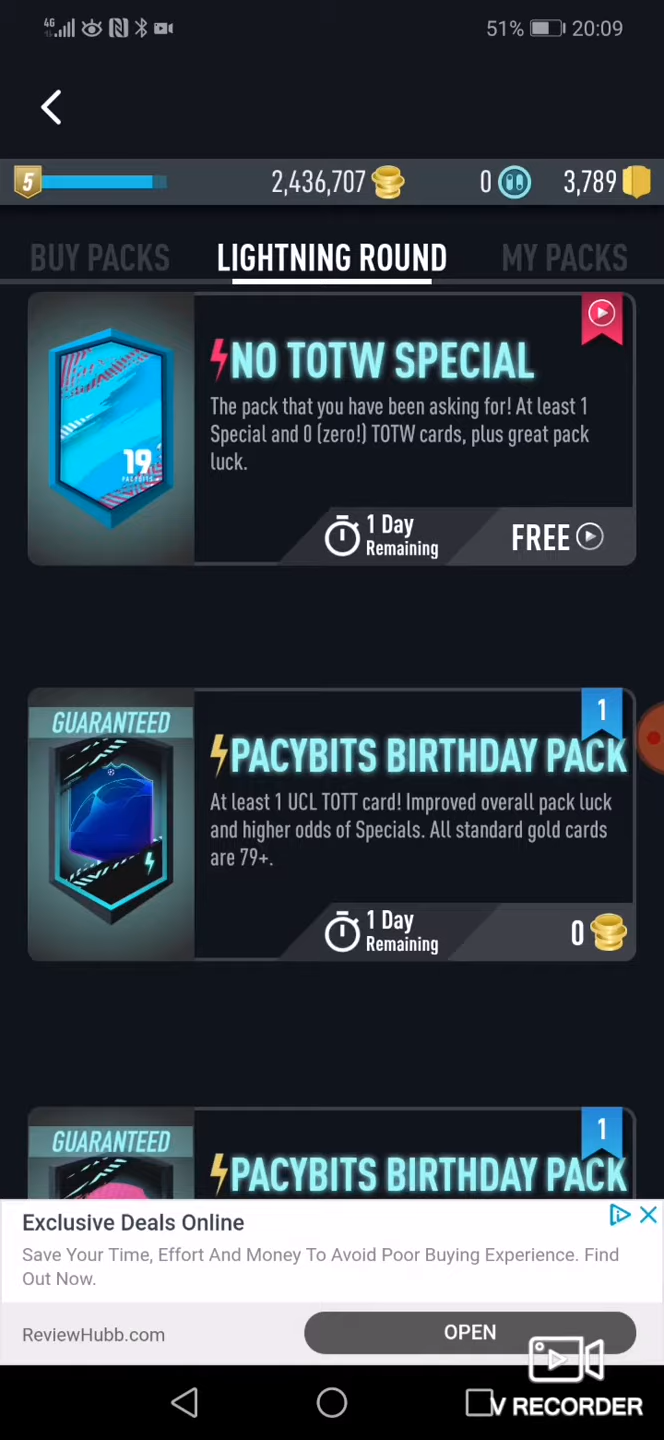 4G 51% 20:09
5 2,436,707 0 3,789
BUY PACKS LIGHTNING ROUND MY PACKS
NO TOTW SPECIAL
The pack that you have been asking for! At least 1
Special and 0 (zero!) TOTW cards, plus great pack
luck.
19
PACYBITS
1 Day
Remaining
FREE
GUARANTEED
1
PACYBITS BIRTHDAY PACK
At least 1 UCL TOTT card! Improved overall pack luck
and higher odds of Specials. All standard gold cards
are 79+.
1 Day
Remaining
0
GUARANTEED
1
PACYBITS BIRTHDAY PACK
Exclusive Deals Online
Save Your Time, Effort And Money To Avoid Poor Buying Experience. Find
Out Now.
ReviewHubb.com
OPEN
V RECORDER